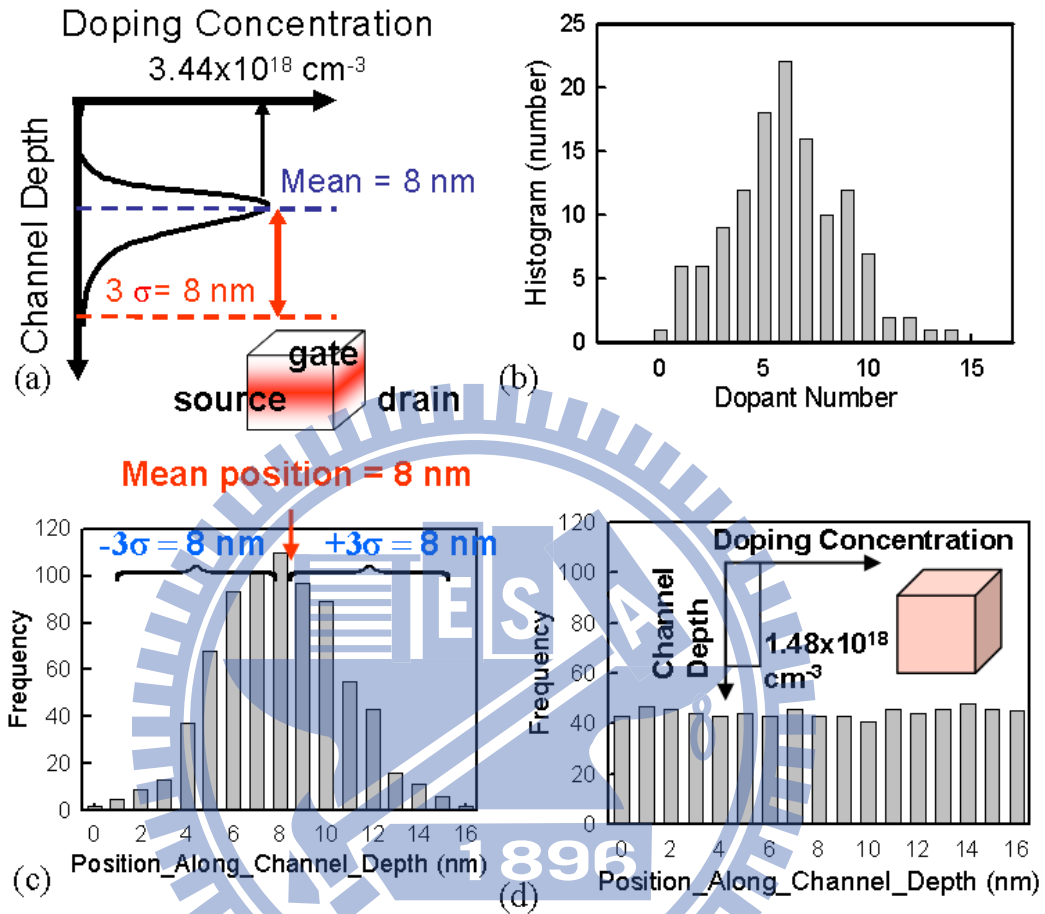 Doping Concentration
3.44x10¹⁸ cm⁻³
Channel Depth
Mean = 8 nm
3 σ= 8 nm
gate
source
drain
(a)
25
20
15
10
5
0
Histogram (number)
0 5 10 15
Dopant Number
(b)
Mean position = 8 nm
-3σ = 8 nm
+3σ = 8 nm
120
100
80
60
40
20
0
Frequency
0 2 4 6 8 10 12 14 16
Position_Along_Channel_Depth (nm)
(c)
120
100
80
60
40
20
0
Frequency
Doping Concentration
Channel
Depth
1.48x10¹⁸
cm⁻³
0 2 4 6 8 10 12 14 16
Position_Along_Channel_Depth (nm)
(d)
ESA
1896